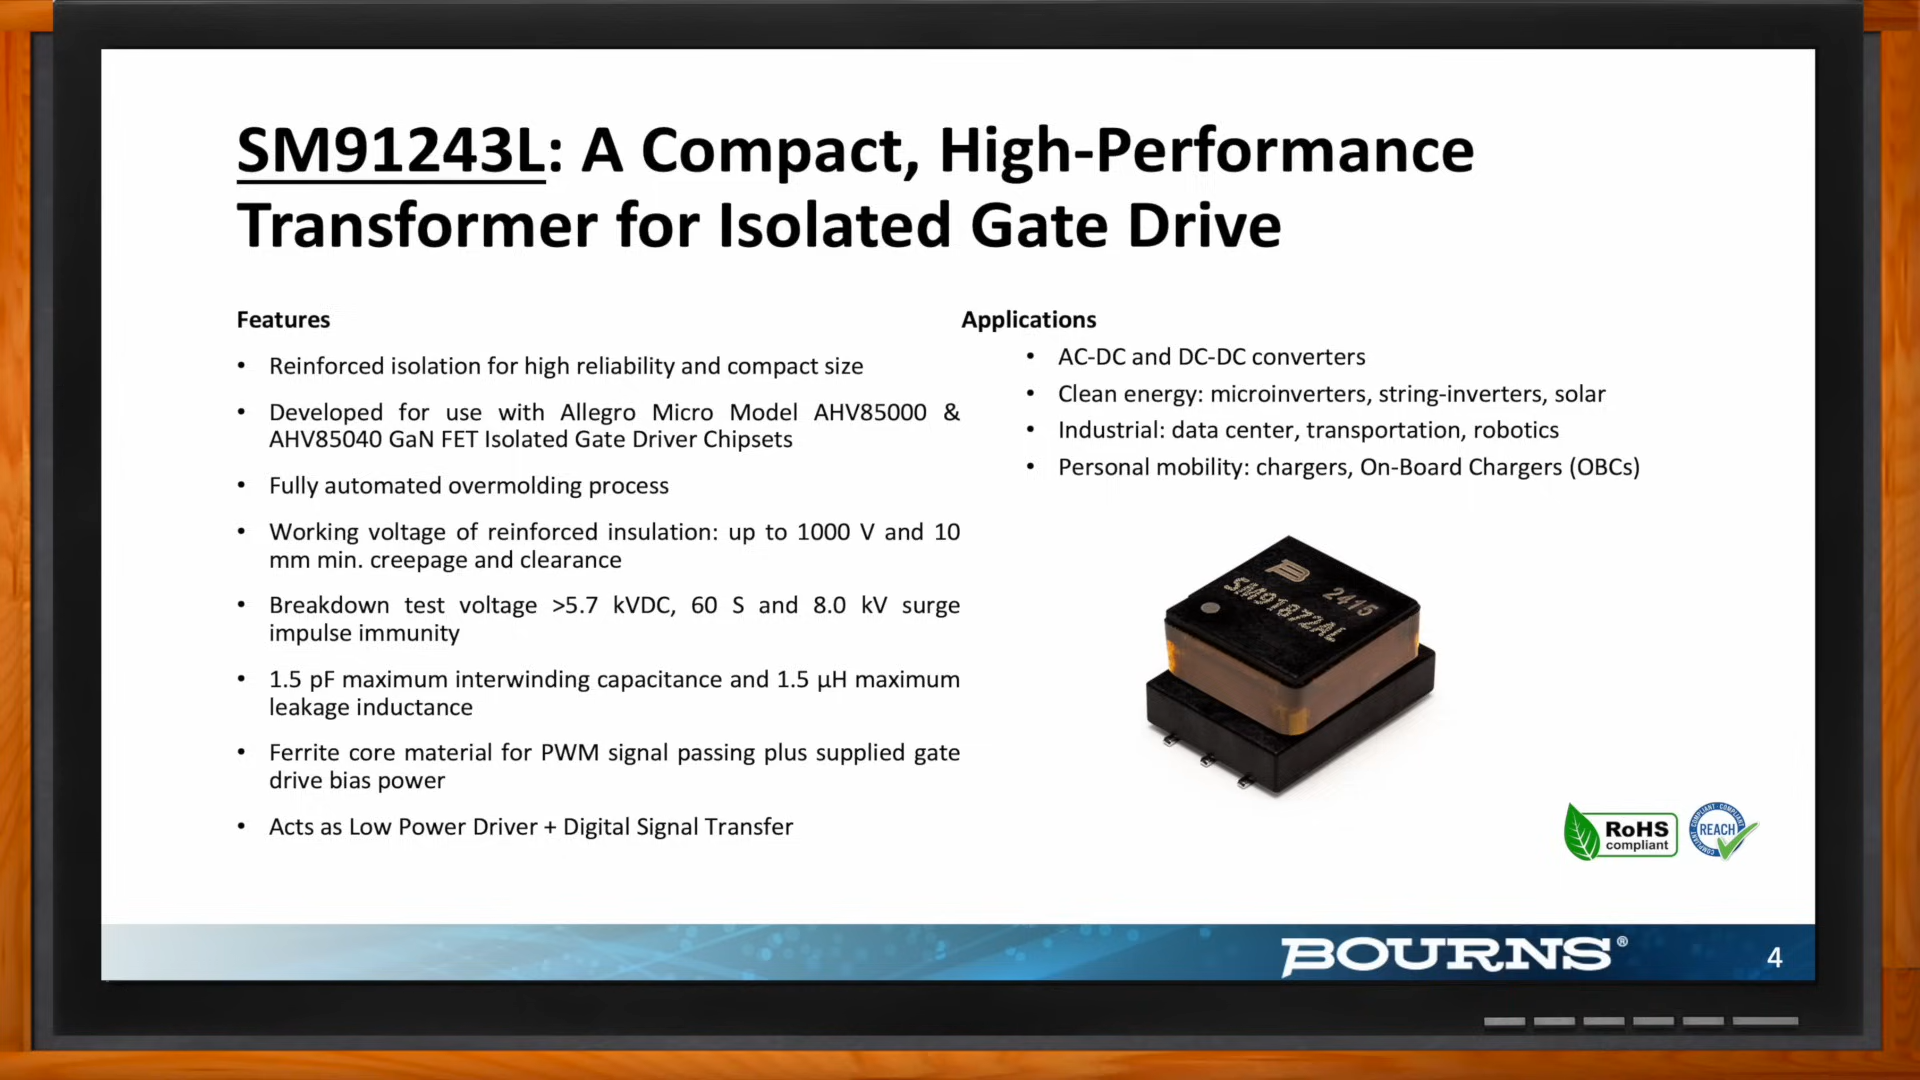 SM91243L: A Compact, High-Performance
Transformer for Isolated Gate Drive
Features
• Reinforced isolation for high reliability and compact size
• Developed for use with Allegro Micro Model AHV85000 &
AHV85040 GaN FET Isolated Gate Driver Chipsets
• Fully automated overmolding process
• Working voltage of reinforced insulation: up to 1000 V and 10
mm min. creepage and clearance
• Breakdown test voltage >5.7 kVDC, 60 S and 8.0 kV surge
impulse immunity
• 1.5 pF maximum interwinding capacitance and 1.5 µH maximum
leakage inductance
• Ferrite core material for PWM signal passing plus supplied gate
drive bias power
• Acts as Low Power Driver + Digital Signal Transfer
Applications
• AC-DC and DC-DC converters
• Clean energy: microinverters, string-inverters, solar
• Industrial: data center, transportation, robotics
• Personal mobility: chargers, On-Board Chargers (OBCs)
2415
RoHS
compliant
REACH
BOURNS®
4